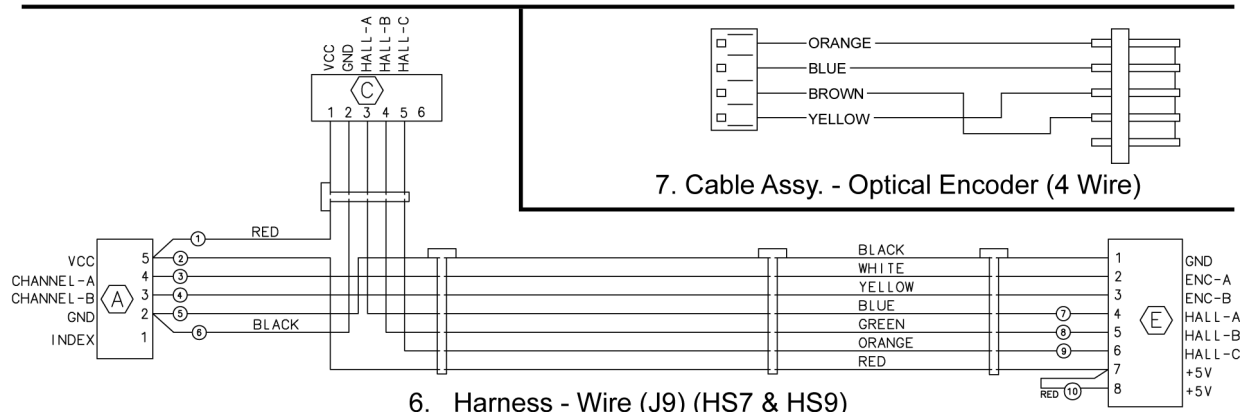 VCC
GND
HALL-A
HALL-B
HALL-C
C
1 2 3 4 5 6
ORANGE
BLUE
BROWN
YELLOW
7. Cable Assy. - Optical Encoder (4 Wire)
VCC 5
CHANNEL-A 4
CHANNEL-B 3
GND 2
INDEX 1
A
1 RED
2
3
4
5
6 BLACK
BLACK
WHITE
YELLOW
BLUE 7
GREEN 8
ORANGE 9
RED
RED 10
1 GND
2 ENC-A
3 ENC-B
4 HALL-A
5 HALL-B
6 HALL-C
7 +5V
8 +5V
E
6. Harness - Wire (J9) (HS7 & HS9)